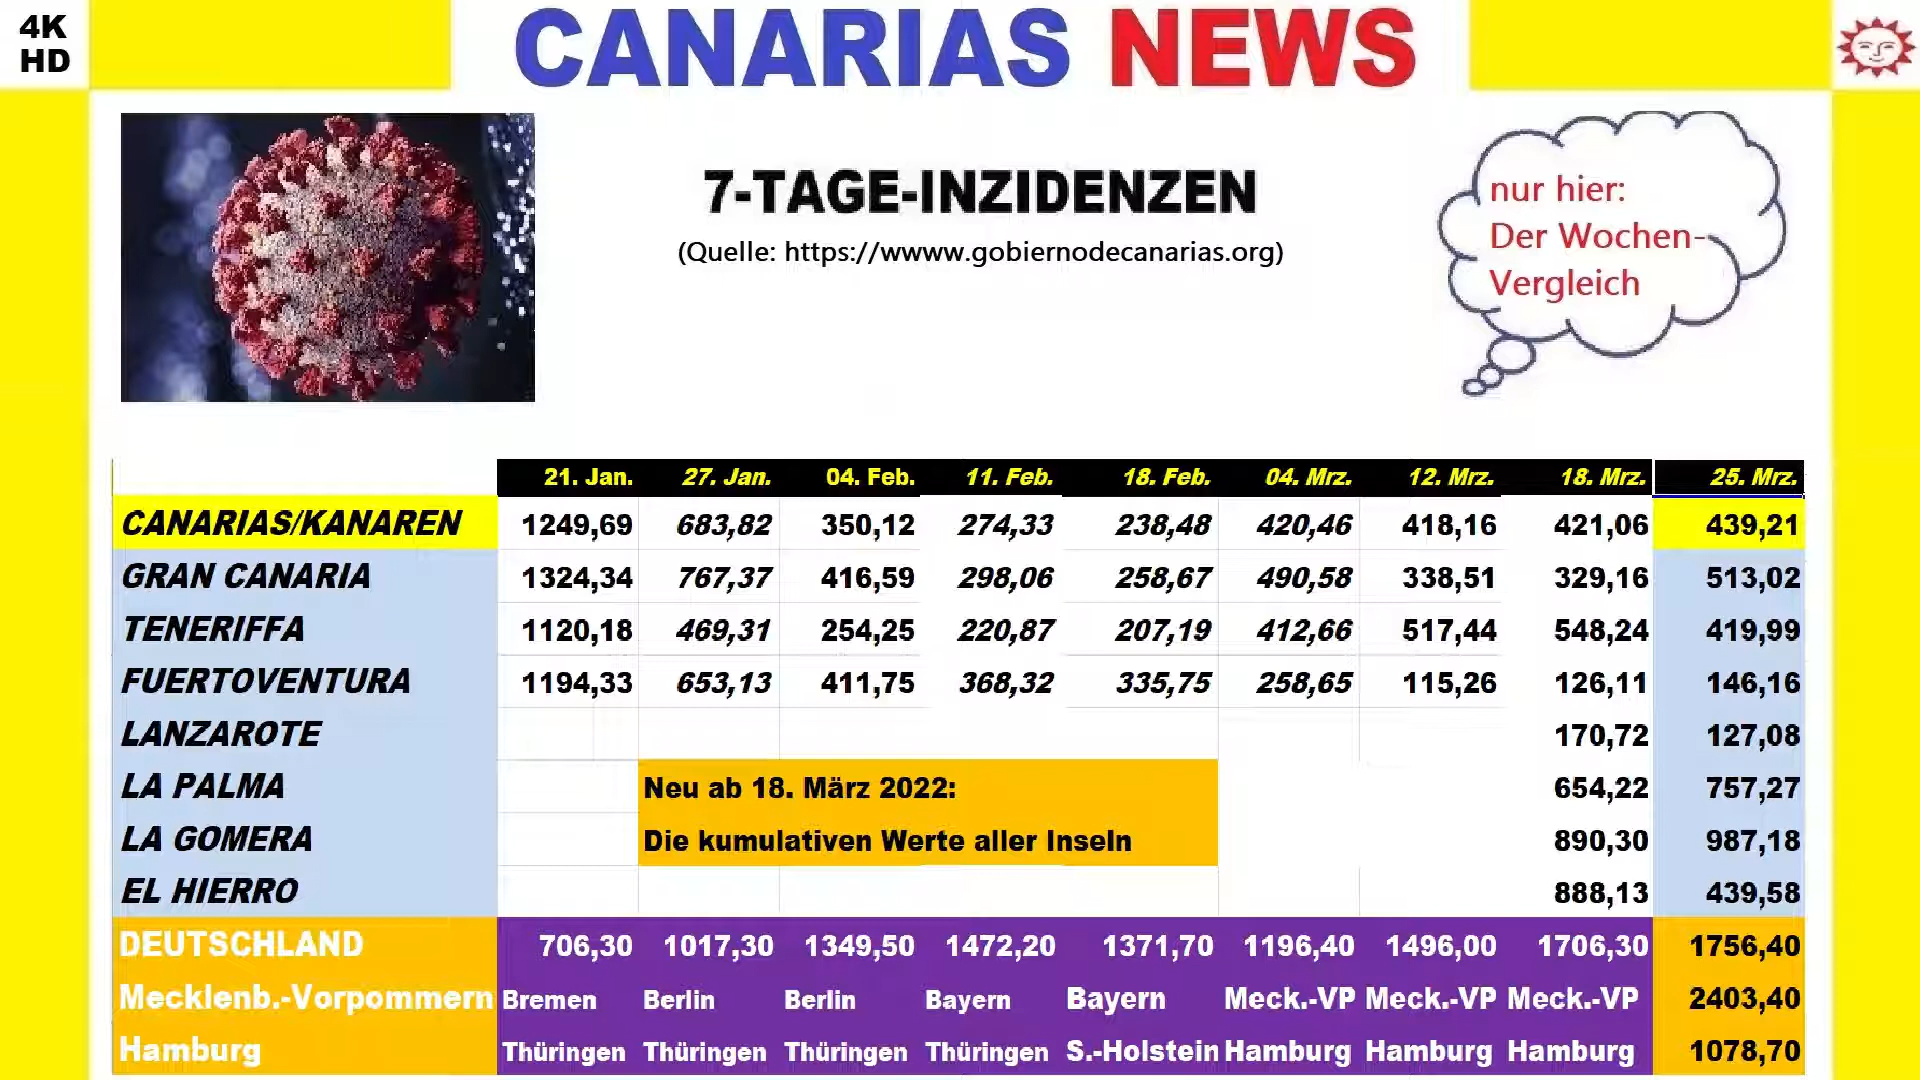 4K
HD
CANARIAS NEWS
7-TAGE-INZIDENZEN
(Quelle: https://wwww.gobiernodecanarias.org)
nur hier:
Der Wochen-
Vergleich
21. Jan. 27. Jan. 04. Feb. 11. Feb. 18. Feb. 04. Mrz. 12. Mrz. 18. Mrz. 25. Mrz.
CANARIAS/KANAREN 1249,69 683,82 350,12 274,33 238,48 420,46 418,16 421,06 439,21
GRAN CANARIA 1324,34 767,37 416,59 298,06 258,67 490,58 338,51 329,16 513,02
TENERIFFA 1120,18 469,31 254,25 220,87 207,19 412,66 517,44 548,24 419,99
FUERTOVENTURA 1194,33 653,13 411,75 368,32 335,75 258,65 115,26 126,11 146,16
LANZAROTE 170,72 127,08
LA PALMA Neu ab 18. März 2022: 654,22 757,27
LA GOMERA Die kumulativen Werte aller Inseln 890,30 987,18
EL HIERRO 888,13 439,58
DEUTSCHLAND 706,30 1017,30 1349,50 1472,20 1371,70 1196,40 1496,00 1706,30 1756,40
Mecklenb.-Vorpommern Bremen Berlin Berlin Bayern Bayern Meck.-VP Meck.-VP Meck.-VP 2403,40
Hamburg Thüringen Thüringen Thüringen Thüringen S.-Holstein Hamburg Hamburg Hamburg 1078,70